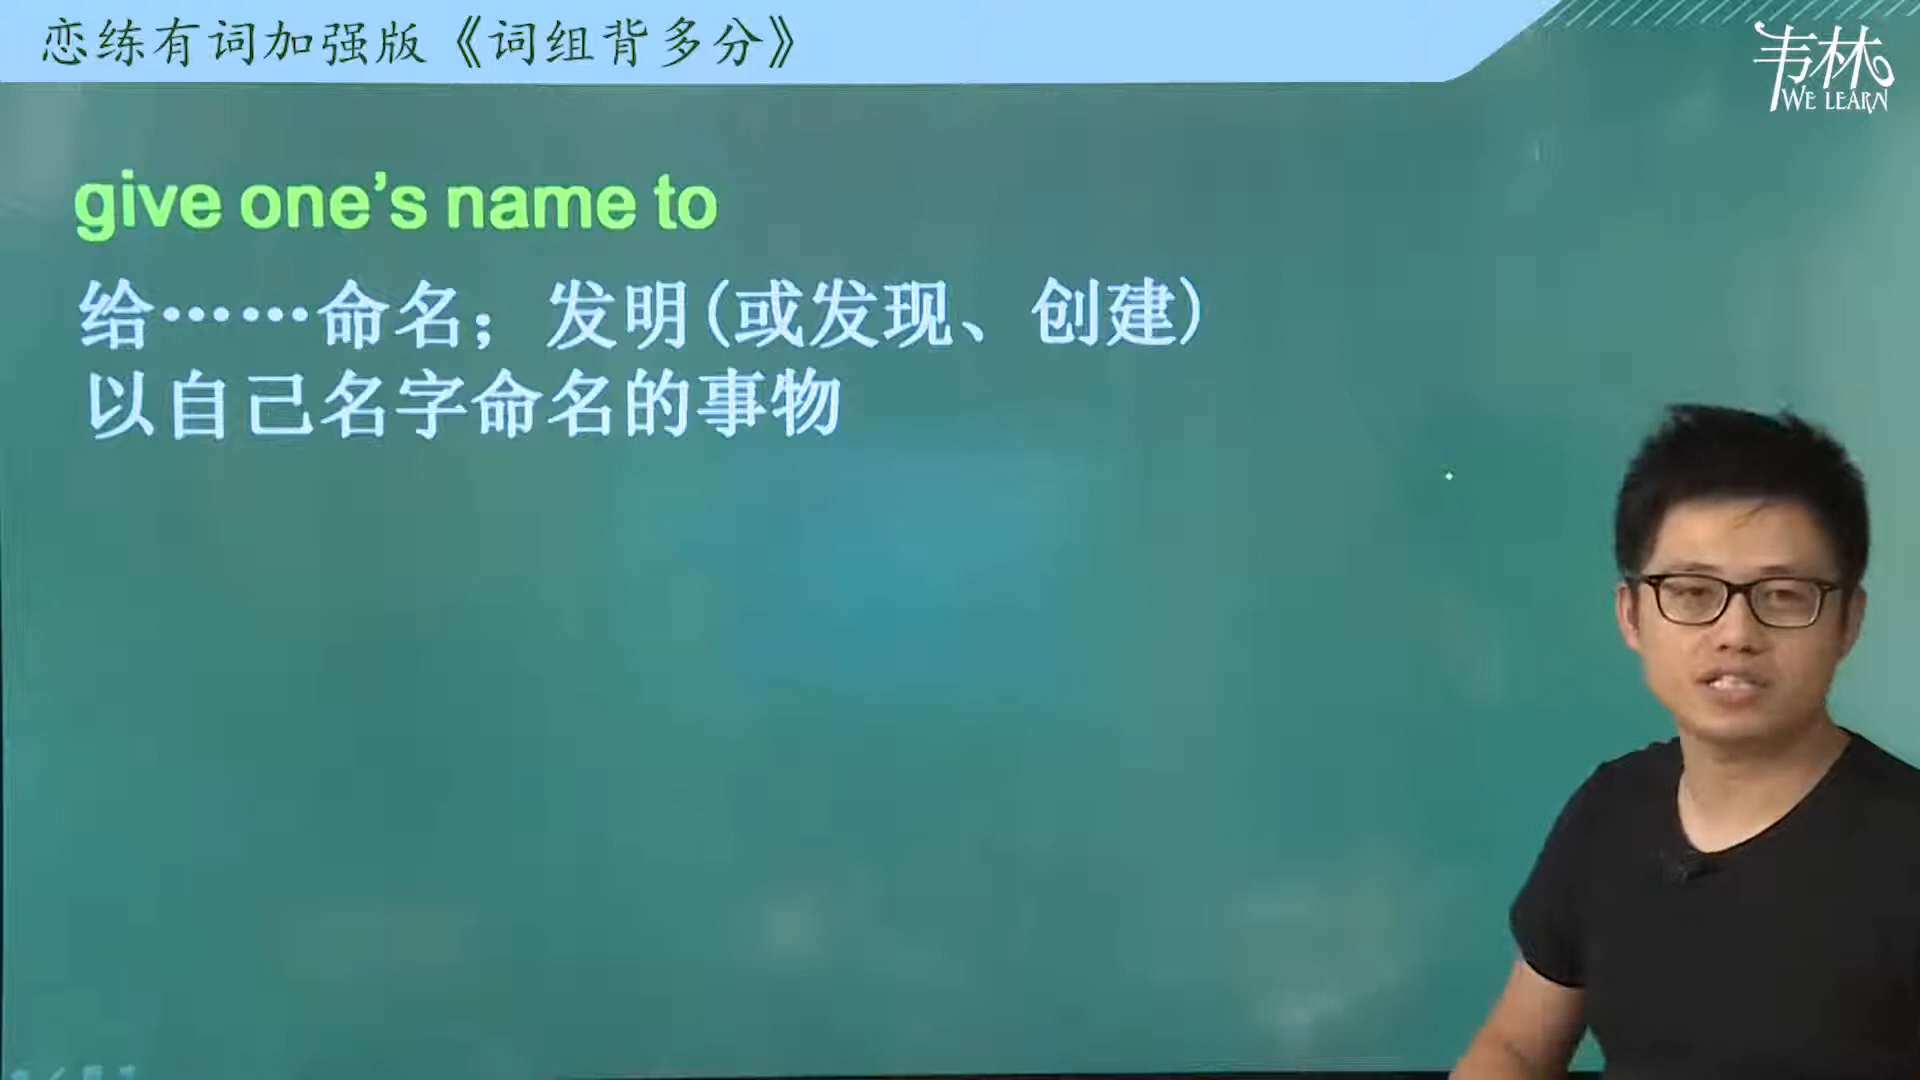 恋练有词加强版《词组背多分》
韦林
WE LEARN
give one's name to
给……命名；发明(或发现、创建)
以自己名字命名的事物